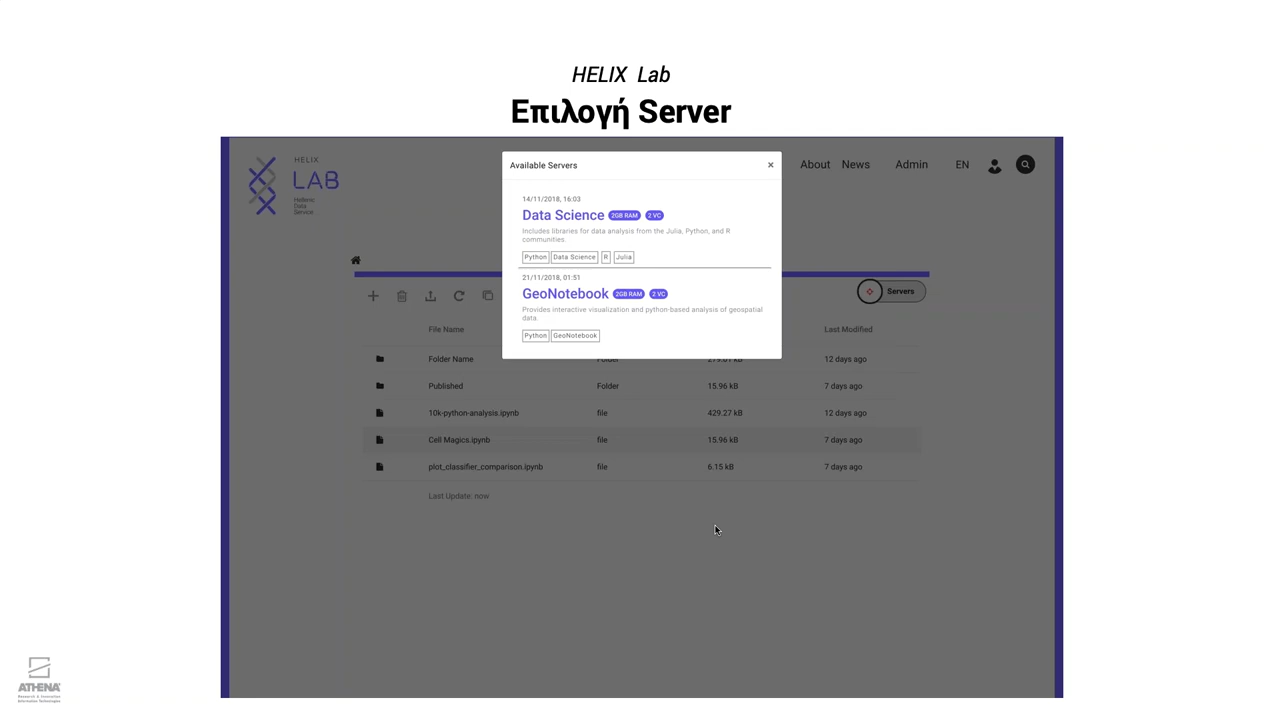 HELIX Lab
Επιλογή Server
HELIX
LAB
Hellenic
Data
Service
About News Admin EN
Available Servers ×
14/11/2018, 16:03
Data Science 2GB RAM 2 VC
Includes libraries for data analysis from the Julia, Python, and R
communities.
Python Data Science R Julia
21/11/2018, 01:51
GeoNotebook 2GB RAM 2 VC
Provides interactive visualization and python-based analysis of geospatial
data.
Python GeoNotebook
Servers
File Name Last Modified
Folder Name Folder 12 days ago
Published Folder 15.96 kB 7 days ago
10k-python-analysis.ipynb file 429.27 kB 12 days ago
Cell Magics.ipynb file 15.96 kB 7 days ago
plot_classifier_comparison.ipynb file 6.15 kB 7 days ago
Last Update: now
ATHENA
Research & Innovation
Information Technologies